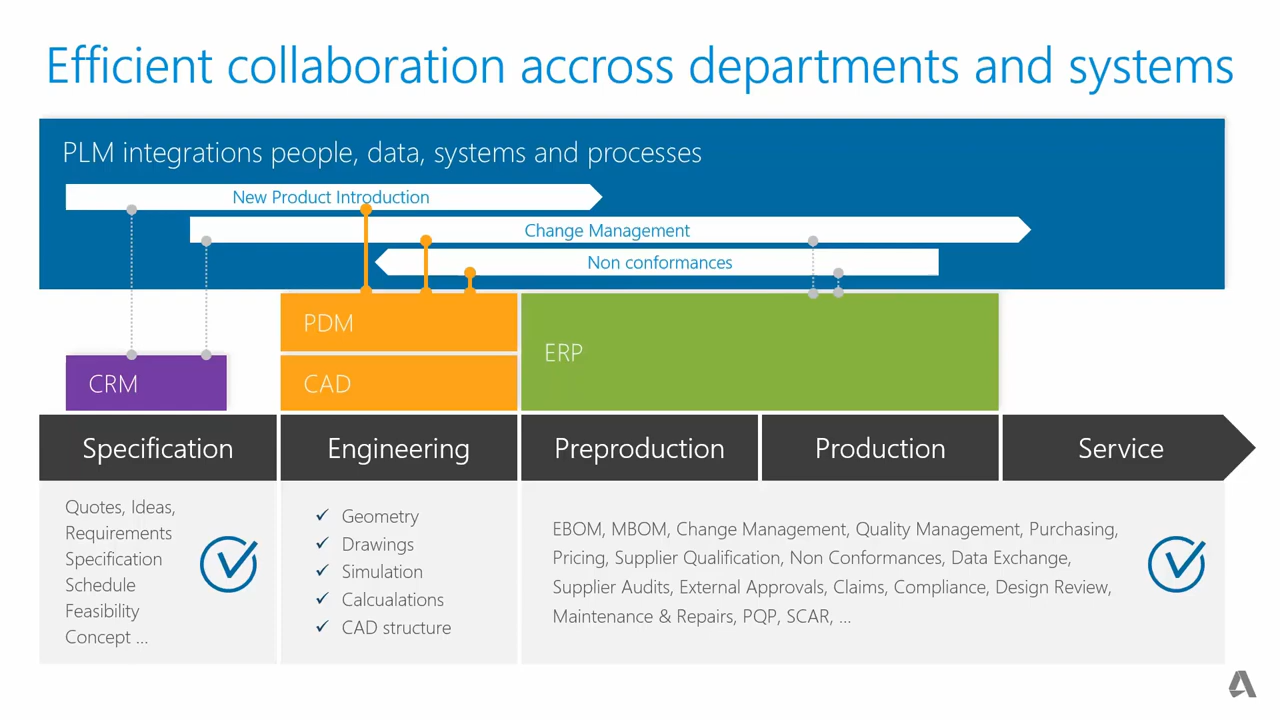 Efficient collaboration accross departments and systems
PLM integrations people, data, systems and processes
New Product Introduction
Change Management
Non conformances
PDM
ERP
CRM
CAD
Specification
Engineering
Preproduction
Production
Service
Quotes, Ideas,
Requirements
Specification
Schedule
Feasibility
Concept ...
Geometry
Drawings
Simulation
Calcualations
CAD structure
EBOM, MBOM, Change Management, Quality Management, Purchasing,
Pricing, Supplier Qualification, Non Conformances, Data Exchange,
Supplier Audits, External Approvals, Claims, Compliance, Design Review,
Maintenance & Repairs, PQP, SCAR, ...